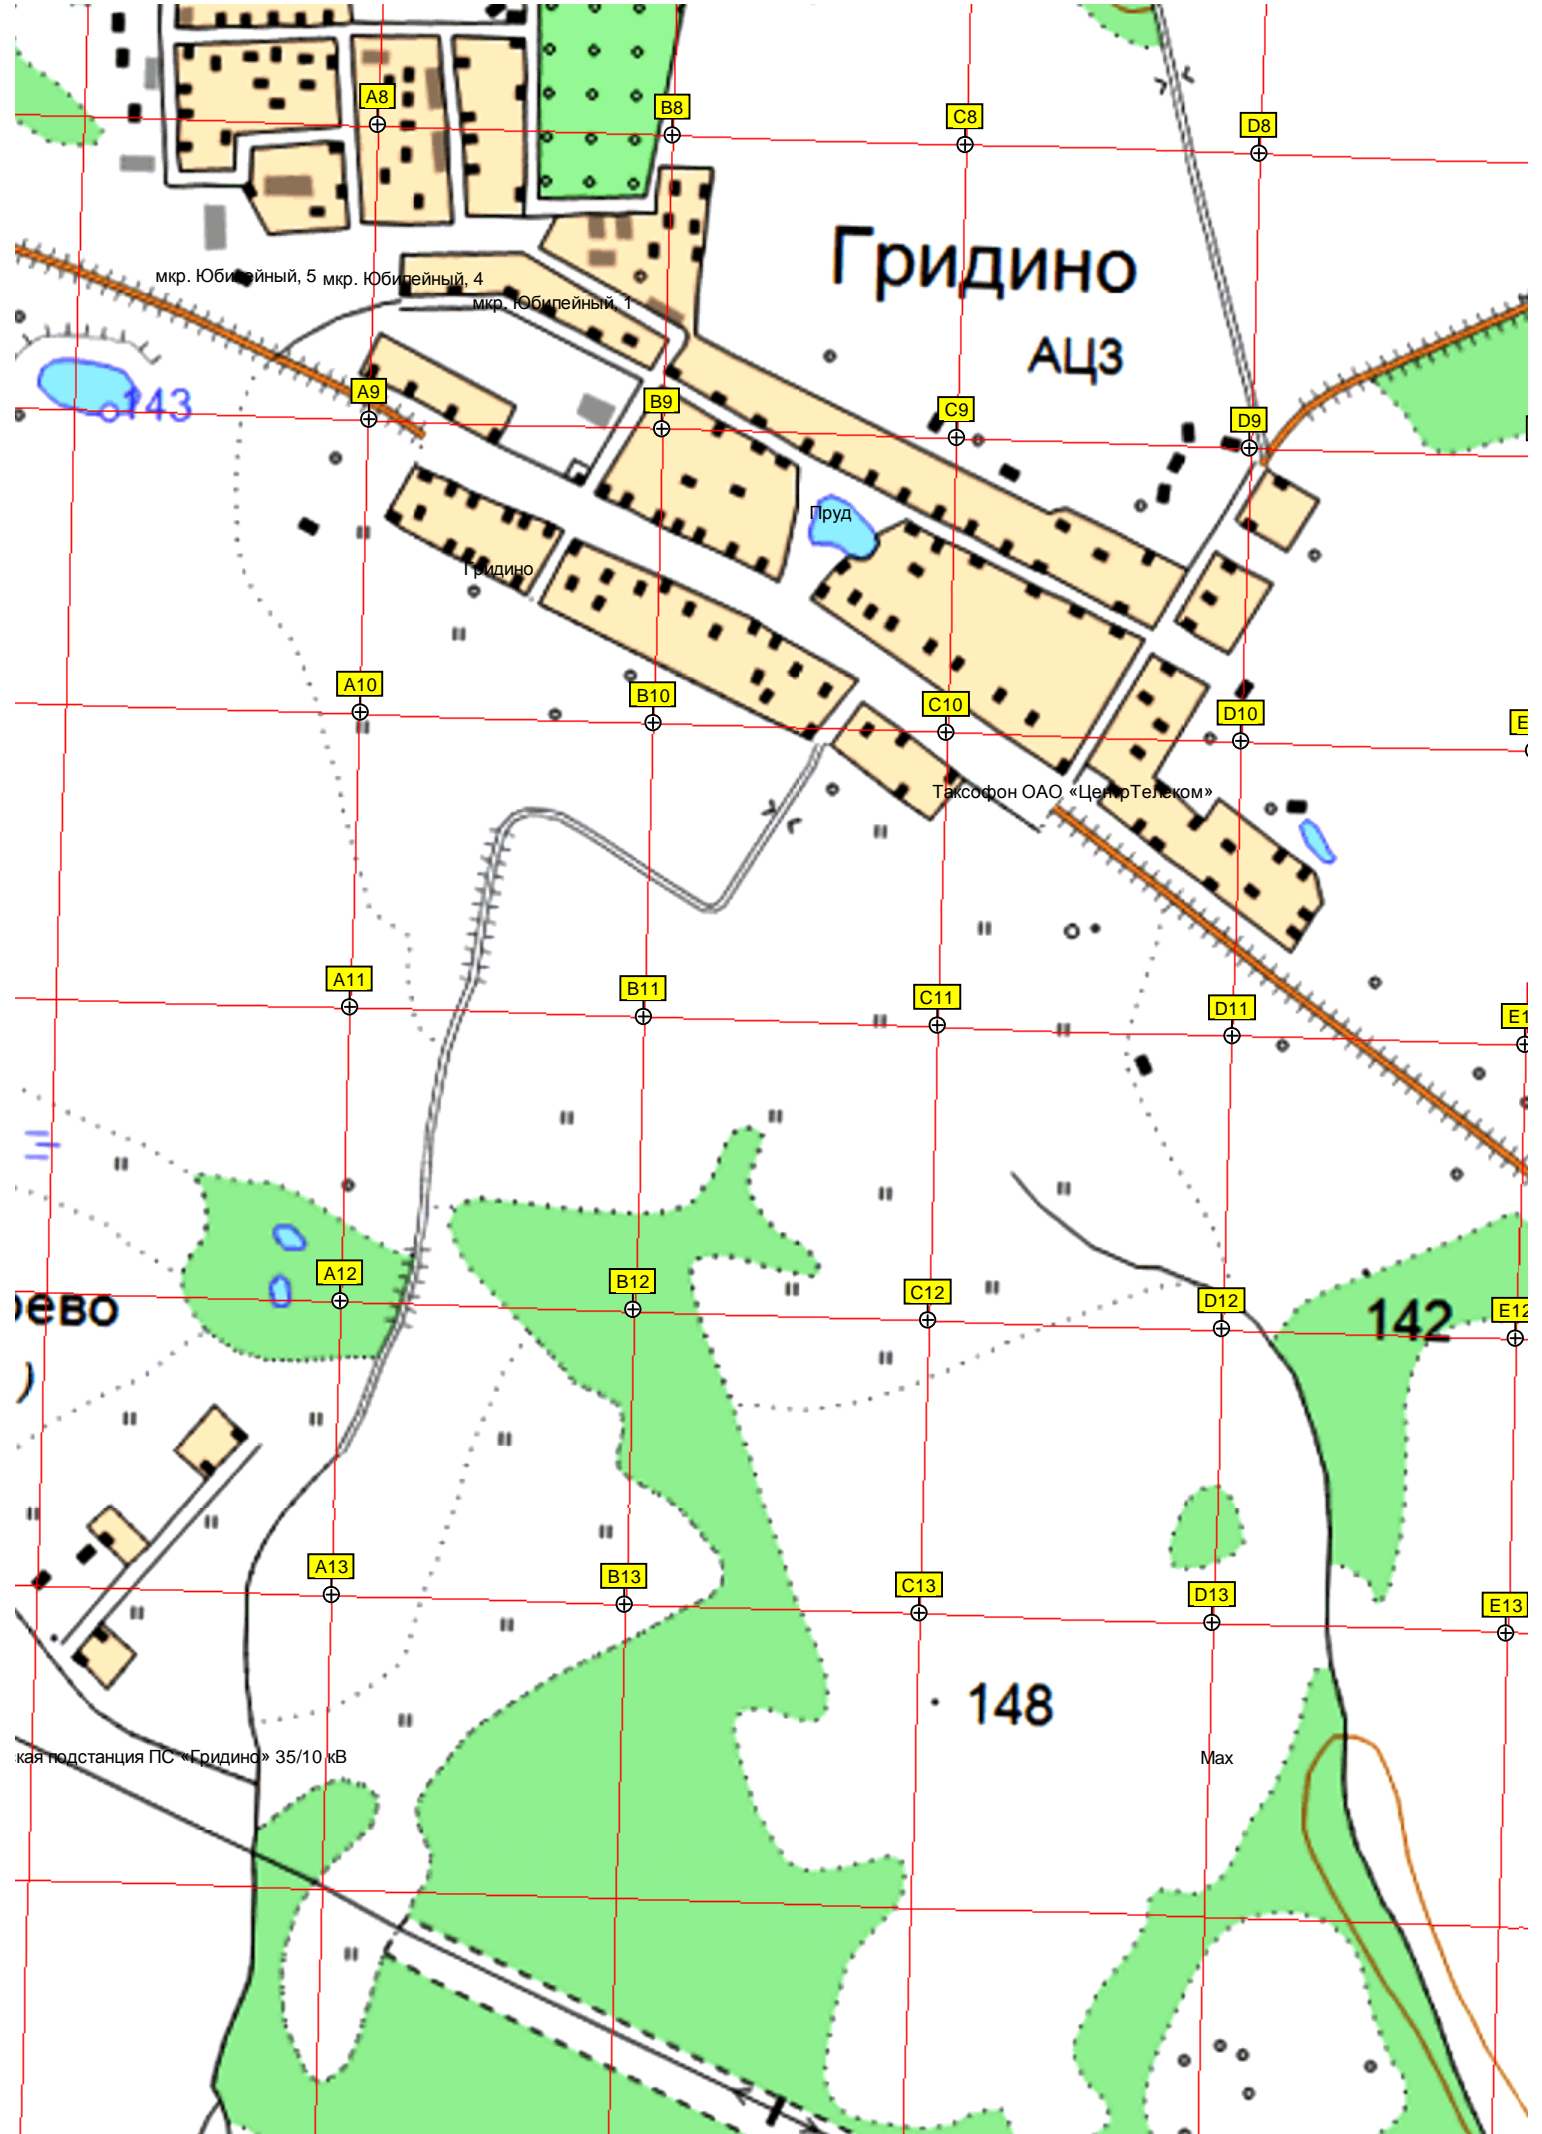 A8
B8
C8
D8
Гридино
мкр. Юбилейный, 5
мкр. Юбилейный, 4
мкр. Юбилейный, 1
АЦЗ
143
A9
B9
C9
D9
Пруд
Гридино
A10
B10
C10
D10
Таксофон ОАО «ЦентрТелеком»
A11
B11
C11
D11
A12
B12
C12
D12
142
E12
A13
B13
C13
D13
E13
148
подстанция ПС «Гридино» 35/10 кВ
Max